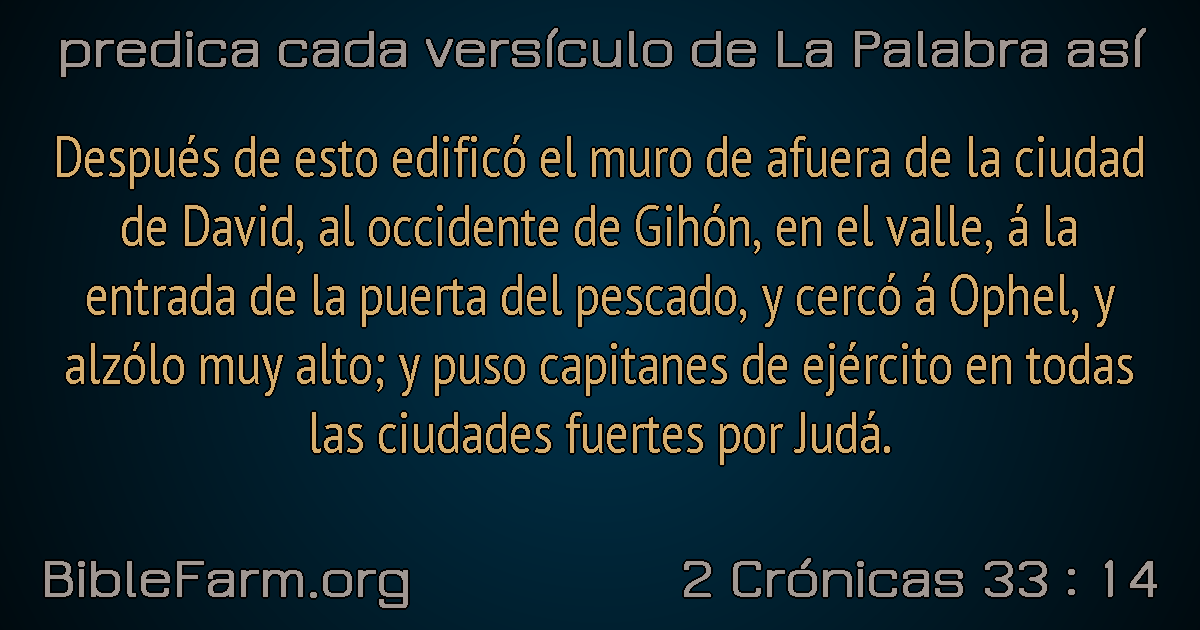 predica cada versículo de La Palabra así
Después de esto edificó el muro de afuera de la ciudad
de David, al occidente de Gihón, en el valle, á la
entrada de la puerta del pescado, y cercó á Ophel, y
alzólo muy alto; y puso capitanes de ejército en todas
las ciudades fuertes por Judá.
BibleFarm.org
2 Crónicas 33 : 14